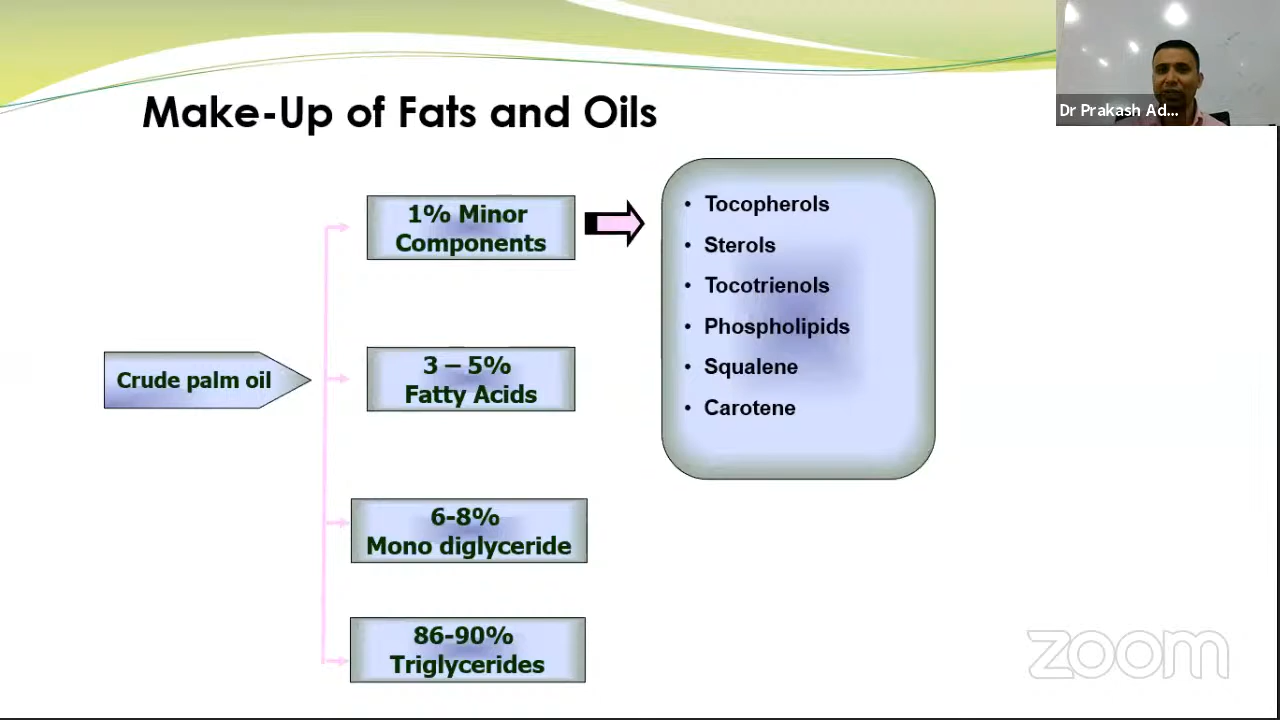 Dr Prakash Ad...
Make-Up of Fats and Oils
1% Minor
Components
• Tocopherols
• Sterols
• Tocotrienols
• Phospholipids
• Squalene
• Carotene
Crude palm oil
3 – 5%
Fatty Acids
6-8%
Mono diglyceride
86-90%
Triglycerides
zoom